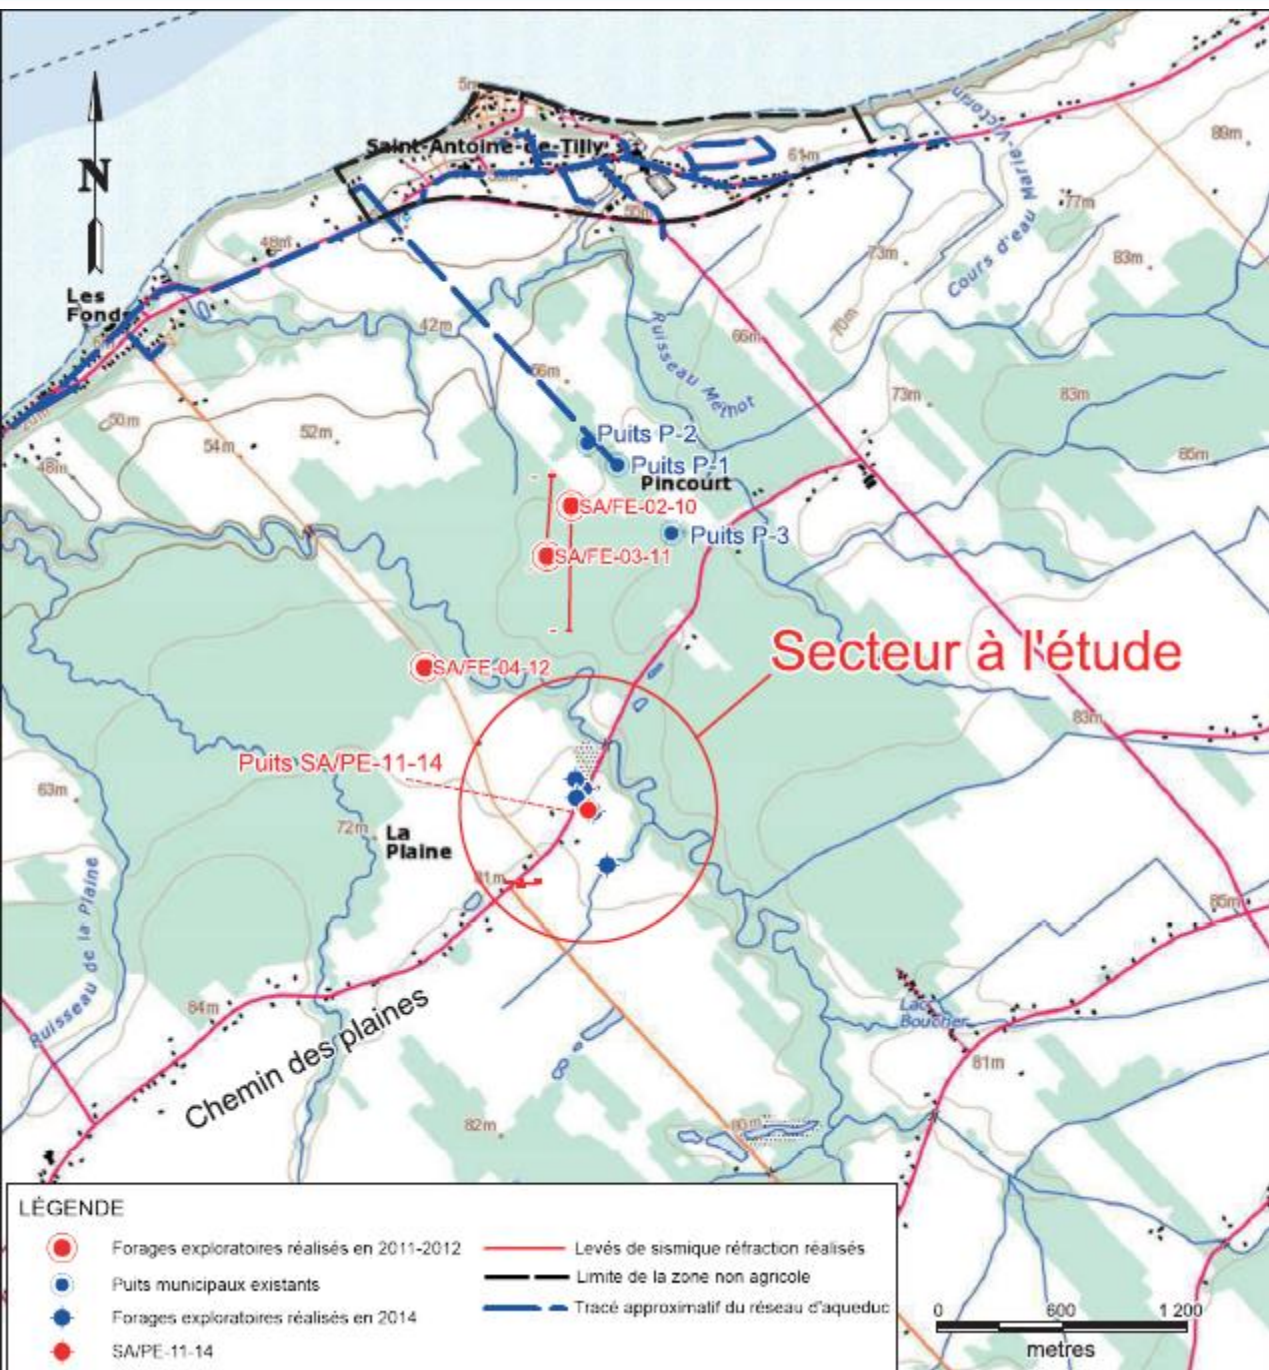 5m
N
Saint-Antoine-de-Tilly
61m
89m
Cours d'eau Marie-Victorin
77m
48m
73m
83m
Les
Fonds
42m
Ruisseau Méthot
66m
70m
66m
73m
83m
50m
54m
52m
48m
85m
Puits P-2
Puits P-1
Pincourt
SA/FE-02-10
Puits P-3
SA/FE-03-11
Secteur à l'étude
SA/FE-04-12
83m
Puits SA/PE-11-14
63m
72m
La
Plaine
81m
85m
Ruisseau de la Plaine
84m
Chemin des plaines
Lac
Boucher
81m
82m
80m
LÉGENDE
Forages exploratoires réalisés en 2011-2012
Levés de sismique réfraction réalisés
Puits municipaux existants
Limite de la zone non agricole
Forages exploratoires réalisés en 2014
Tracé approximatif du réseau d'aqueduc
SA/PE-11-14
0 600 1 200
metres